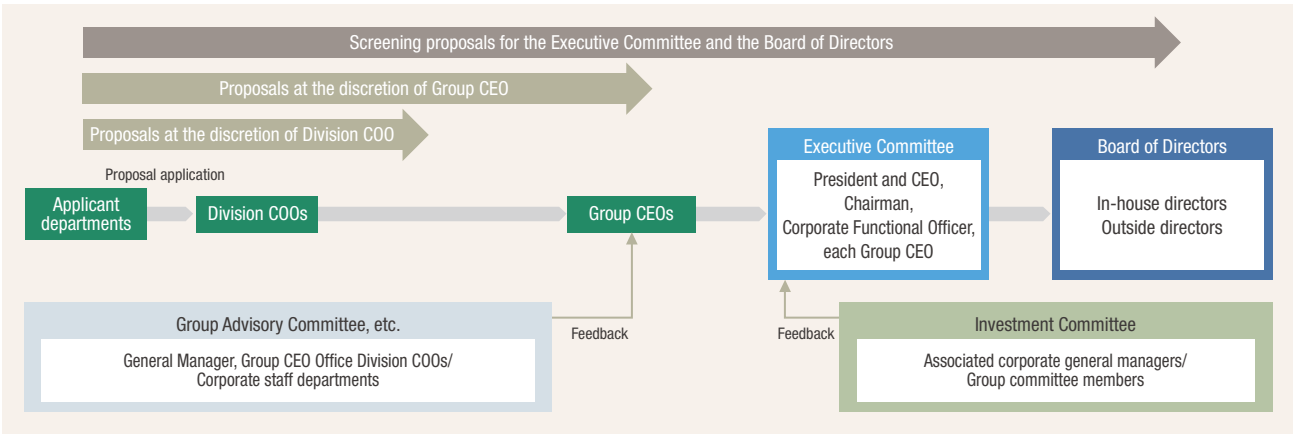 Screening proposals for the Executive Committee and the Board of Directors
Proposals at the discretion of Group CEO
Proposals at the discretion of Division COO
Proposal application
Applicant
departments
Division COOs
Group CEOs
Executive Committee
President and CEO,
Chairman,
Corporate Functional Officer,
each Group CEO
Board of Directors
In-house directors
Outside directors
Group Advisory Committee, etc.
General Manager, Group CEO Office Division COOs/
Corporate staff departments
Feedback
Feedback
Investment Committee
Associated corporate general managers/
Group committee members